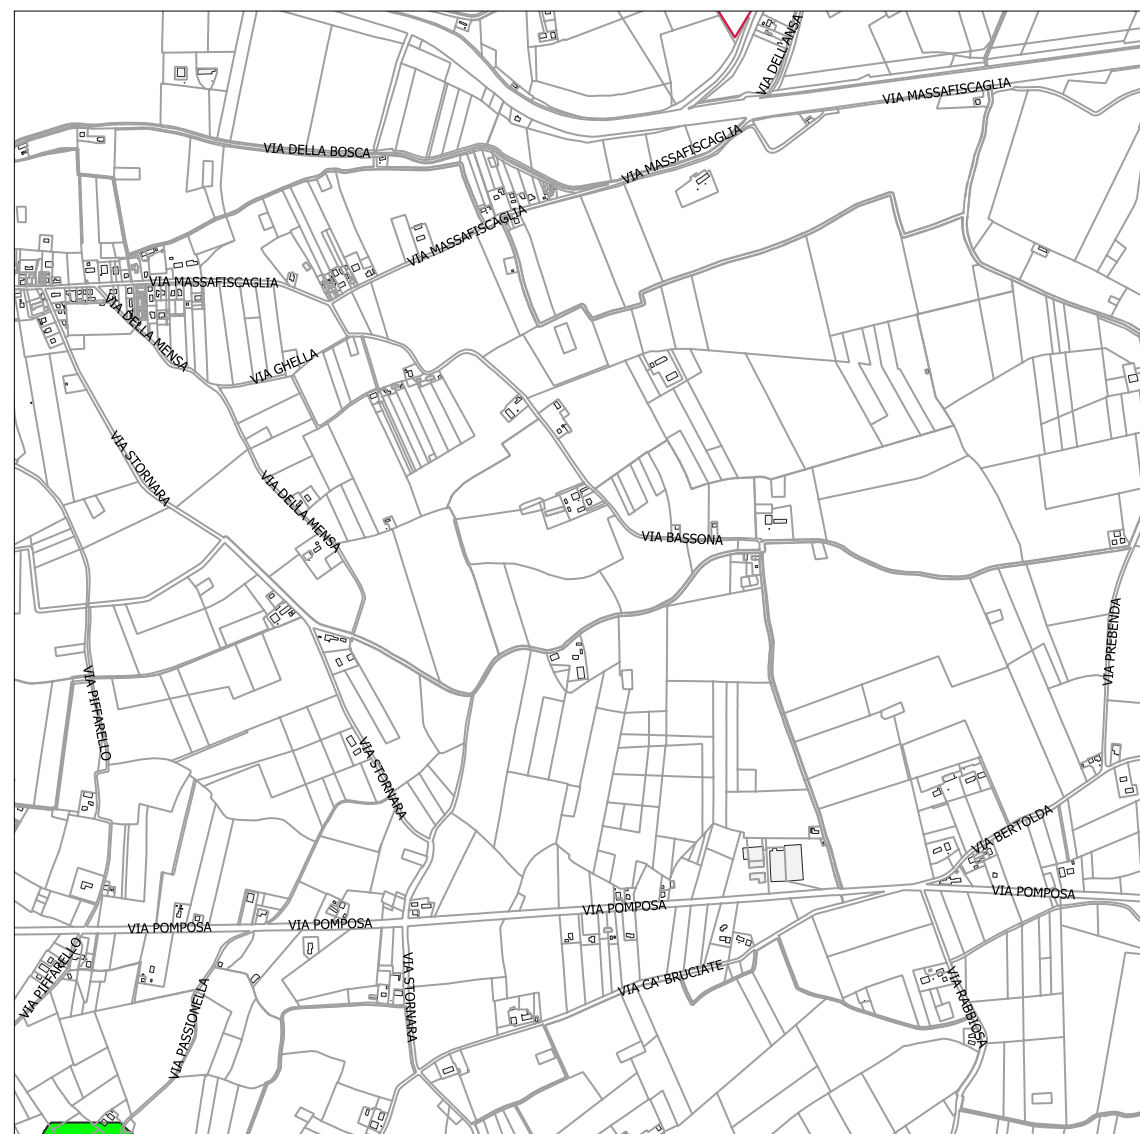 VIA DELL'ANSA
VIA MASSAFISCAGLIA
VIA DELLA BOSCA
VIA MASSAFISCAGLIA
VIA MASSAFISCAGLIA
VIA MASSAFISCAGLIA
VIA DELLA MENSA
VIA GHELLA
VIA STORNARA
VIA DELLA MENSA
VIA BASSONA
VIA PREBENDA
VIA PIFFARELLO
VIA STORNARA
VIA BERTOLDA
VIA POMPOSA
VIA POMPOSA
VIA POMPOSA
VIA POMPOSA
VIA PIFFARELLO
VIA PASSIONELLA
VIA STORNARA
VIA CA' BRUCIATE
VIA RABBIOSA